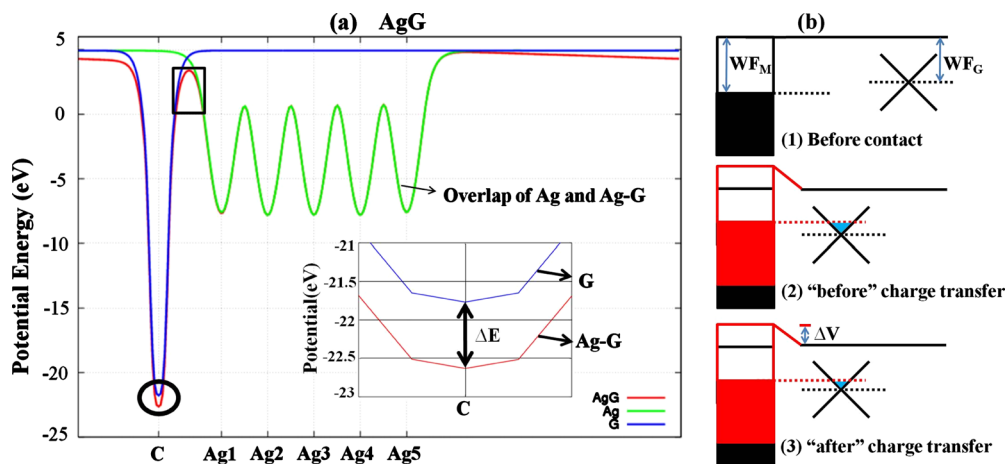 (a) AgG
Potential Energy (eV)
5
0
-5
-10
-15
-20
-25
C Ag1 Ag2 Ag3 Ag4 Ag5
Overlap of Ag and Ag-G
Potential(eV)
-21
-21.5
-22
-22.5
-23
C
G
ΔE
Ag-G
AgG
Ag
G
(b)
WF_M
WF_G
(1) Before contact
(2) “before” charge transfer
ΔV
(3) “after” charge transfer